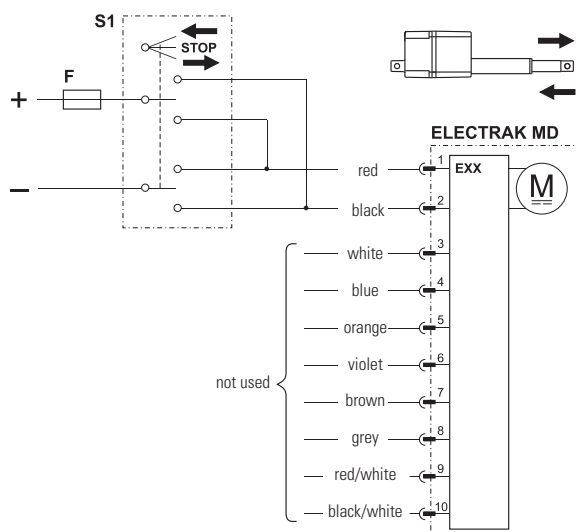 S1
STOP
F
+
–
ELECTRAK MD
EXX
M
red 1
black 2
white 3
blue 4
orange 5
violet 6
not used
brown 7
grey 8
red/white 9
black/white 10